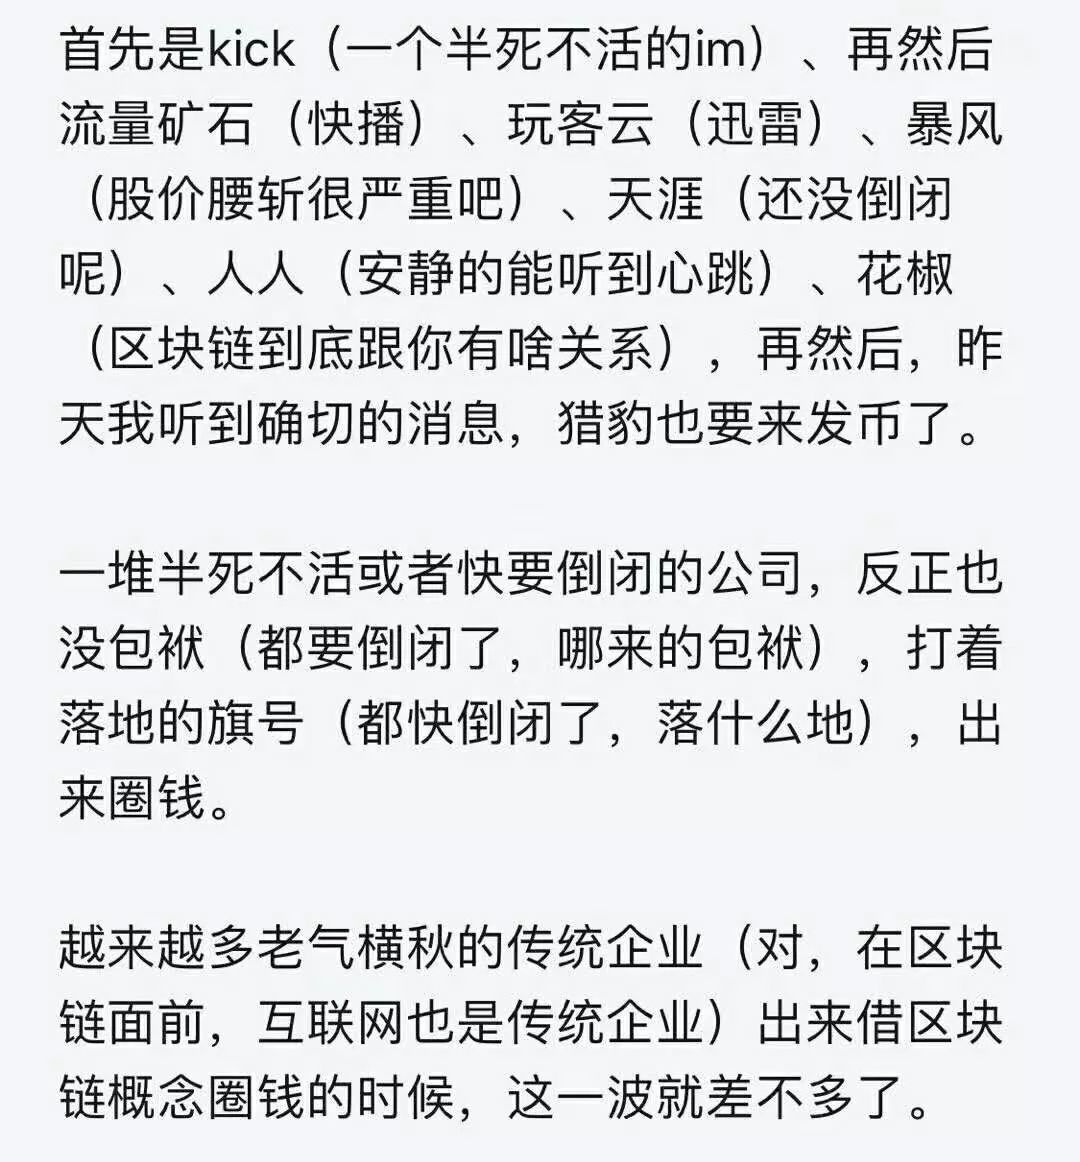 首先是kick（一个半死不活的im）、再然后
流量矿石（快播）、玩客云（迅雷）、暴风
（股价腰斩很严重吧）、天涯（还没倒闭
呢）、人人（安静的能听到心跳）、花椒
（区块链到底跟你有啥关系），再然后，昨
天我听到确切的消息，猎豹也要来发币了。
一堆半死不活或者快要倒闭的公司，反正也
没包袱（都要倒闭了，哪来的包袱），打着
落地的旗号（都快倒闭了，落什么地），出
来圈钱。
越来越多老气横秋的传统企业（对，在区块
链面前，互联网也是传统企业）出来借区块
链概念圈钱的时候，这一波就差不多了。